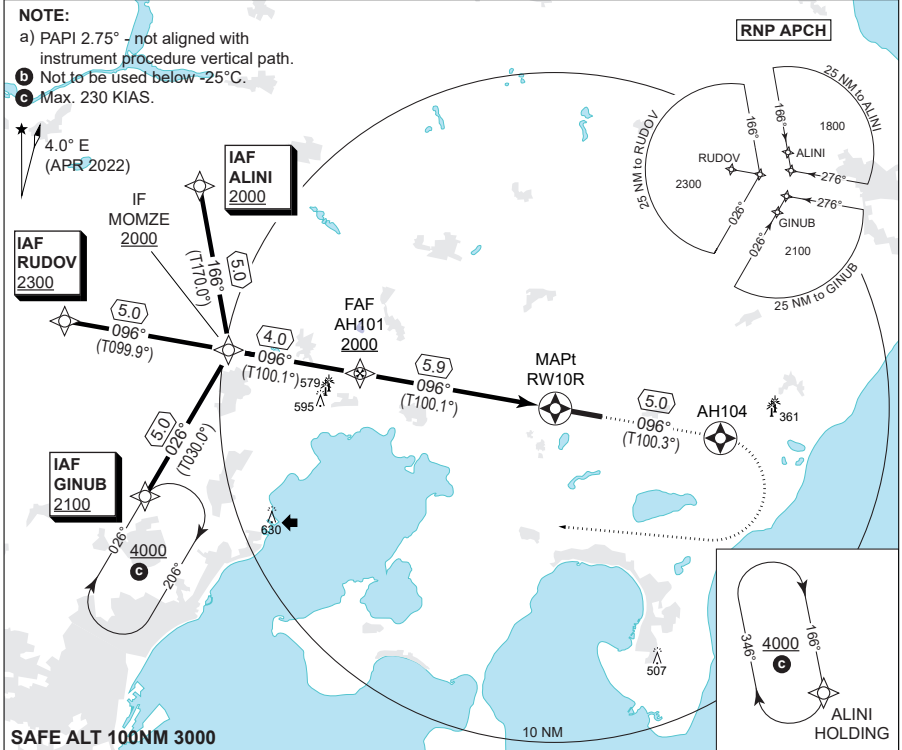 NOTE:
a) PAPI 2.75° - not aligned with
instrument procedure vertical path.
b Not to be used below -25°C.
c Max. 230 KIAS.
4.0° E
(APR 2022)
RNP APCH
25 NM to RUDOV
166°
RUDOV
2300
026°
25 NM to ALINI
166°
1800
ALINI
276°
276°
GINUB
026°
2100
25 NM to GINUB
IAF
ALINI
2000
IF
MOMZE
2000
IAF
RUDOV
2300
5.0
166°
(T170.0°)
5.0
096°
(T099.9°)
4.0
096°
(T100.1°)
FAF
AH101
2000
5.9
096°
(T100.1°)
MAPt
RW10R
5.0
096°
(T100.3°)
AH104
361
579
595
5.0
026°
(T030.0°)
IAF
GINUB
2100
026°
4000
c
206°
630
507
10 NM
346°
4000
c
166°
ALINI
HOLDING
SAFE ALT 100NM 3000